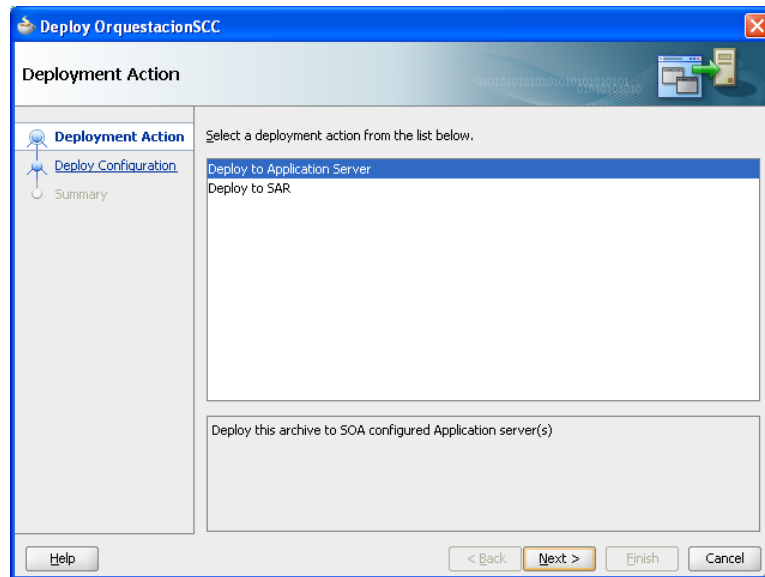 Deploy OrquestacionSCC
Deployment Action
Deployment Action
Select a deployment action from the list below.
Deploy Configuration
Summary
Deploy to Application Server
Deploy to SAR
Deploy this archive to SOA configured Application server(s)
Help
< Back
Next >
Finish
Cancel